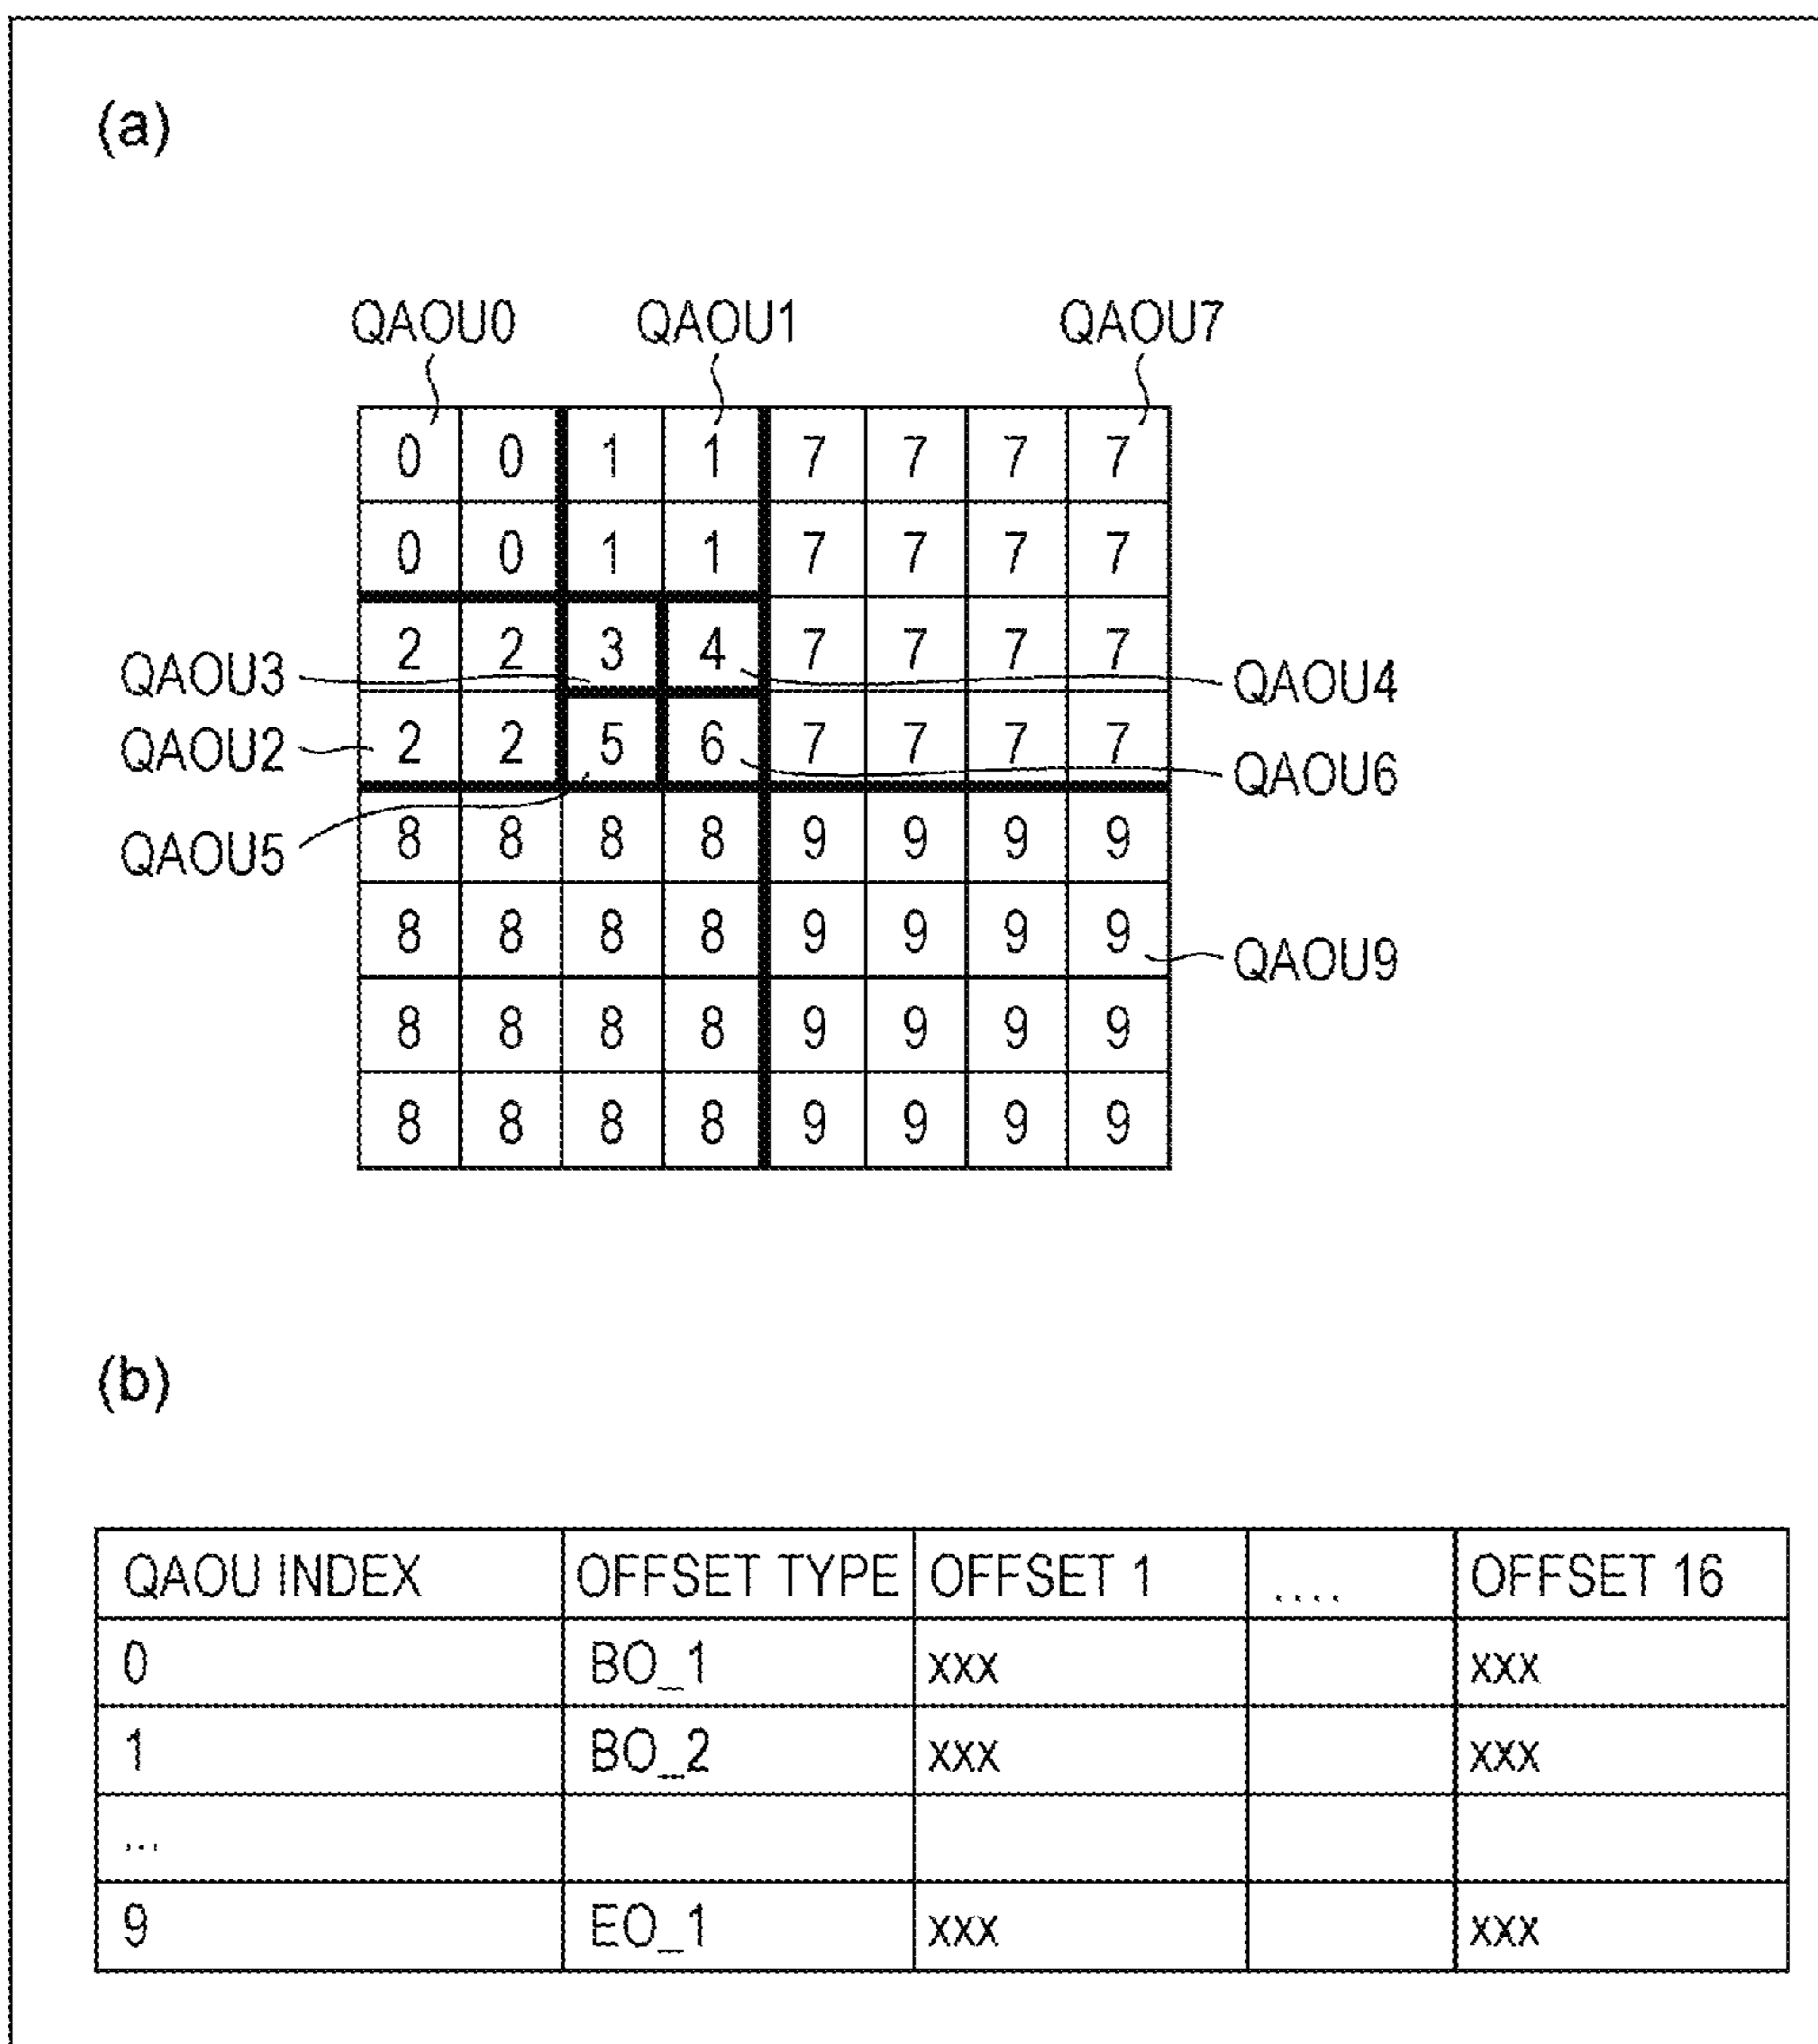 (a)
QAOU0 QAOU1 QAOU7
0 0 1 1 7 7 7 7
0 0 1 1 7 7 7 7
2 2 3 4 7 7 7 7
QAOU3 QAOU4
2 2 5 6 7 7 7 7
QAOU2 QAOU6
8 8 8 8 9 9 9 9
QAOU5
8 8 8 8 9 9 9 9
QAOU9
8 8 8 8 9 9 9 9
8 8 8 8 9 9 9 9
(b)
QAOU INDEX OFFSET TYPE OFFSET 1 .... OFFSET 16
0 BO_1 xxx xxx
1 BO_2 xxx xxx
...
9 EO_1 xxx xxx